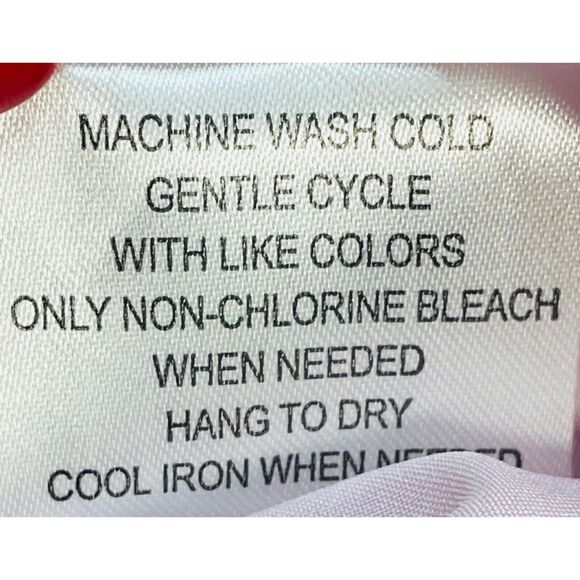 MACHINE WASH COLD
GENTLE CYCLE
WITH LIKE COLORS
ONLY NON-CHLORINE BLEACH
WHEN NEEDED
HANG TO DRY
COOL IRON WHEN NEEDED